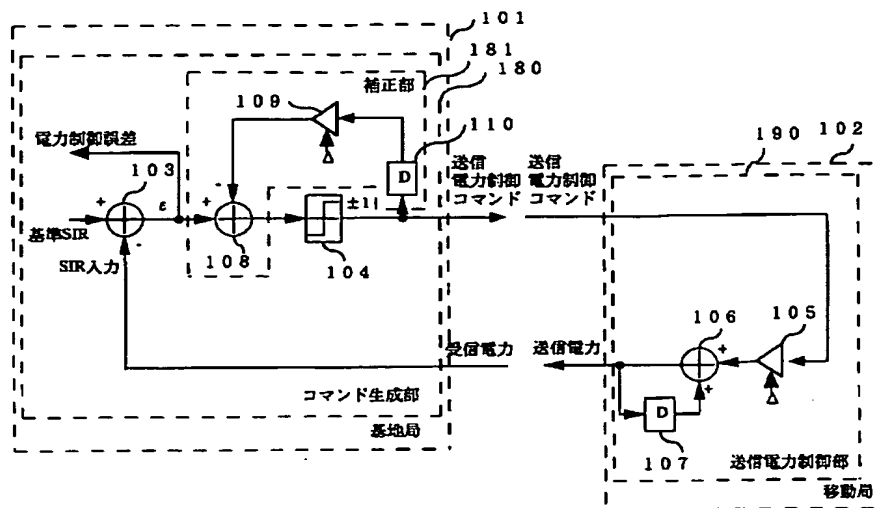 101
181
180
補正部
109
110
190
102
電力制御誤差
送信
電力制御
コマンド
送信
電力制御
コマンド
103
+
ε
+
-
D
±1
基準SIR
-
108
104
SIR入力
106
105
+
+
受信電力
送信電力
Δ
Δ
D
107
コマンド生成部
基地局
送信電力制御部
移動局